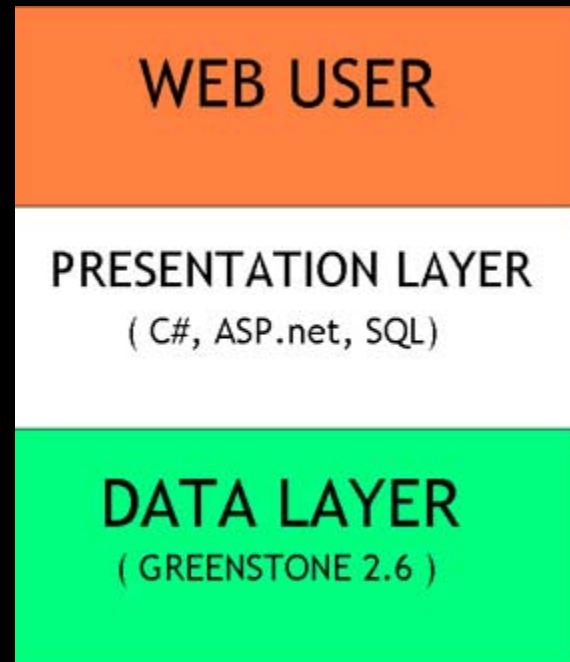 WEB USER
PRESENTATION LAYER
( C#, ASP.net, SQL)
DATA LAYER
( GREENSTONE 2.6 )